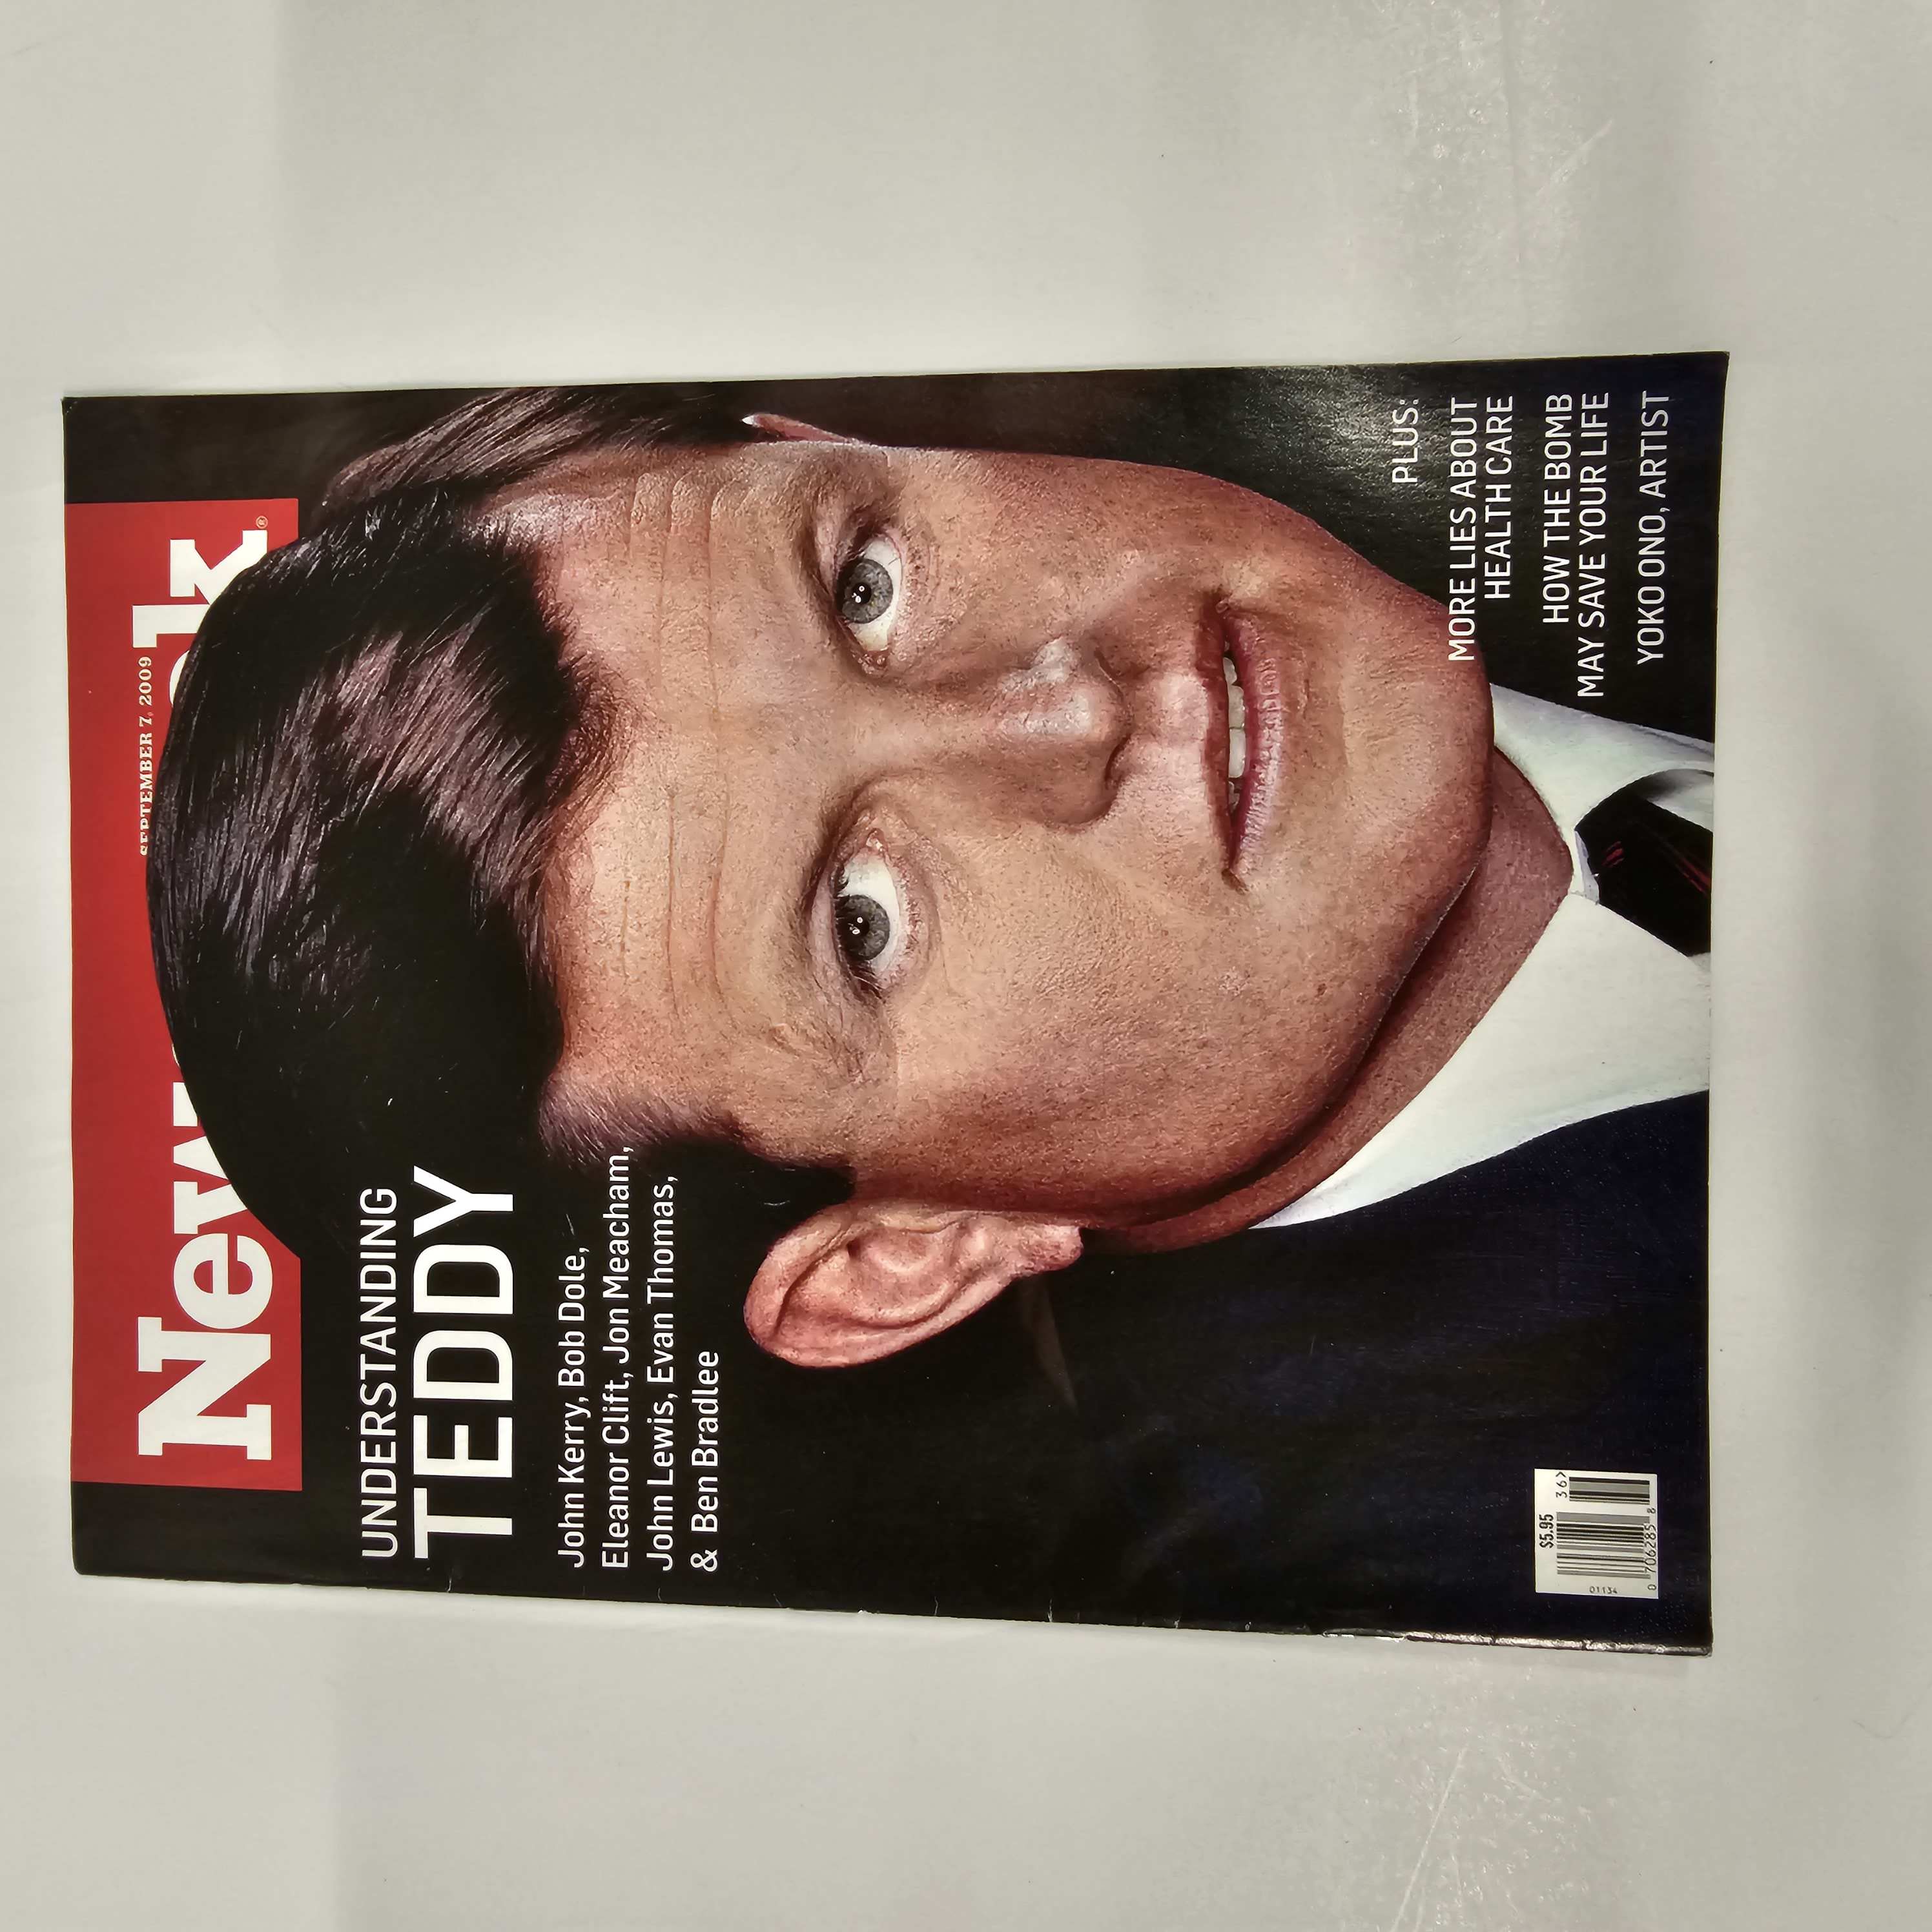 SEPTEMBER 7, 2009
UNDERSTANDING
TEDDY
John Kerry, Bob Dole,
Eleanor Clift, Jon Meacham,
John Lewis, Evan Thomas,
& Ben Bradlee
PLUS:
MORE LIES ABOUT
HEALTH CARE
HOW THE BOMB
MAY SAVE YOUR LIFE
YOKO ONO, ARTIST
$5.95
36>
01134
0 706285 8